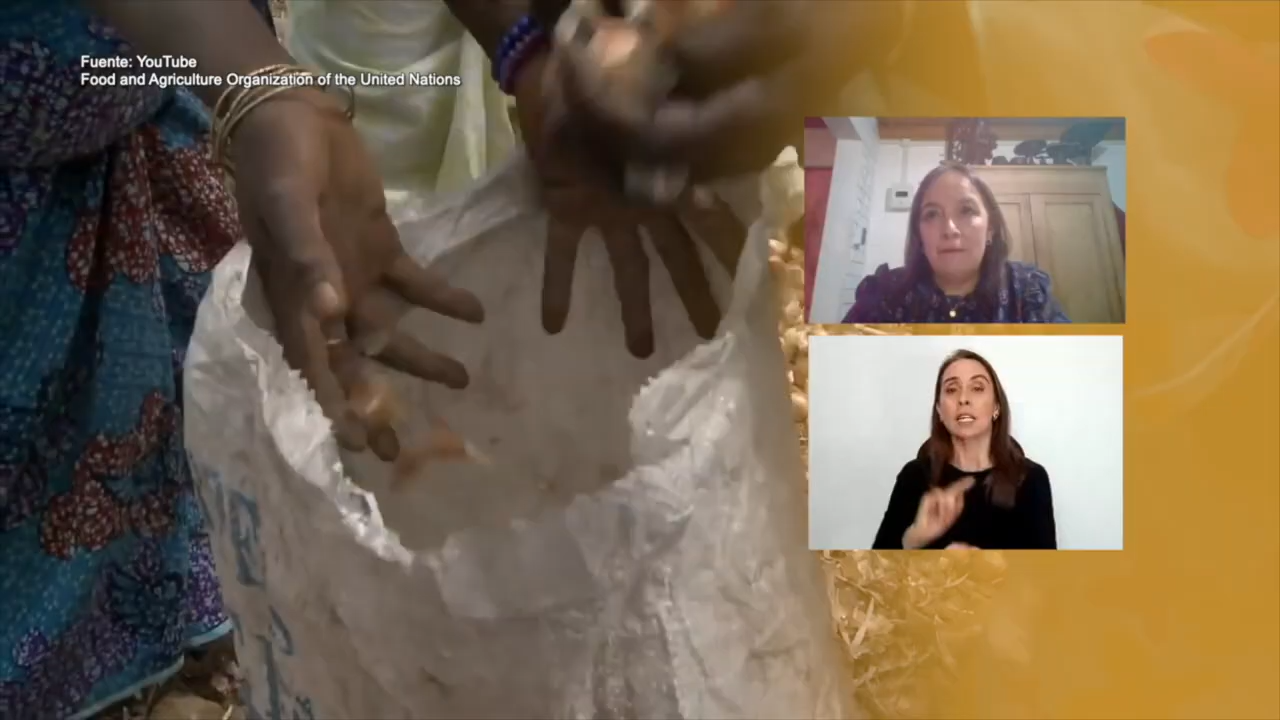 Fuente: YouTube
Food and Agriculture Organization of the United Nations